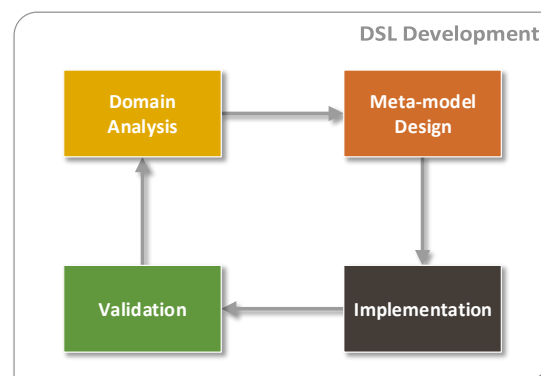 DSL Development
Domain
Analysis
Meta-model
Design
Validation
Implementation